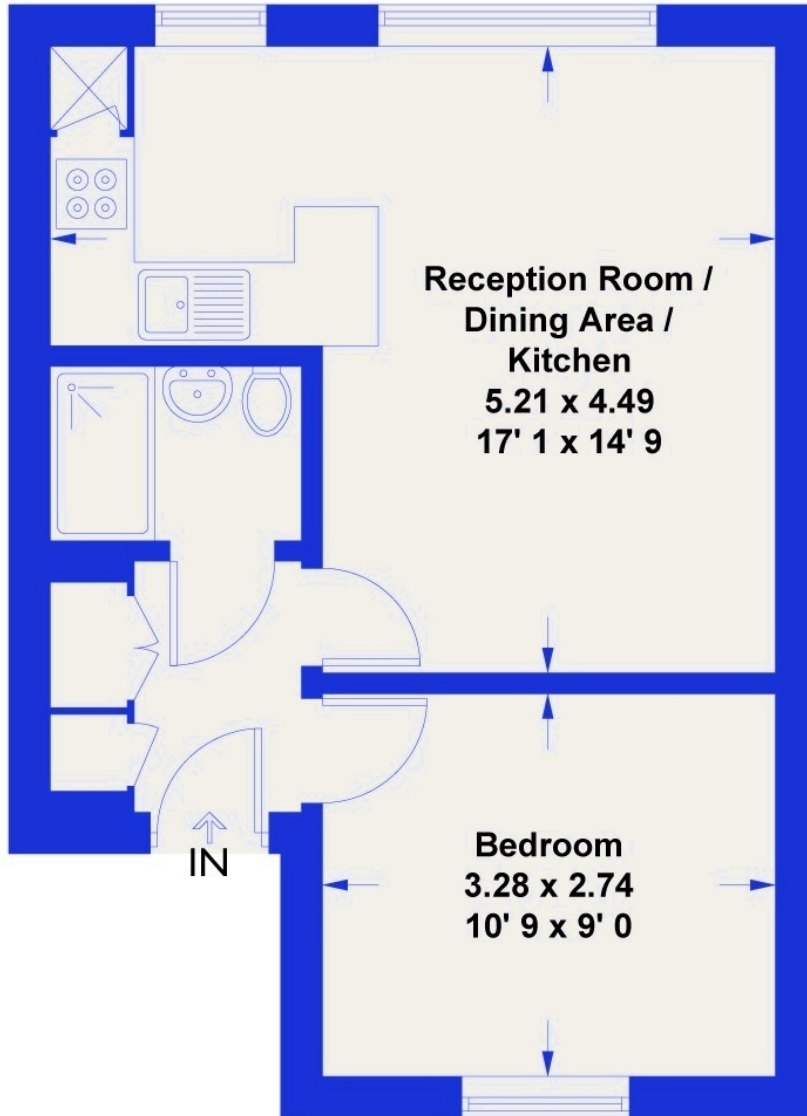 Reception Room /
Dining Area /
Kitchen
5.21 x 4.49
17' 1 x 14' 9
IN
Bedroom
3.28 x 2.74
10' 9 x 9' 0